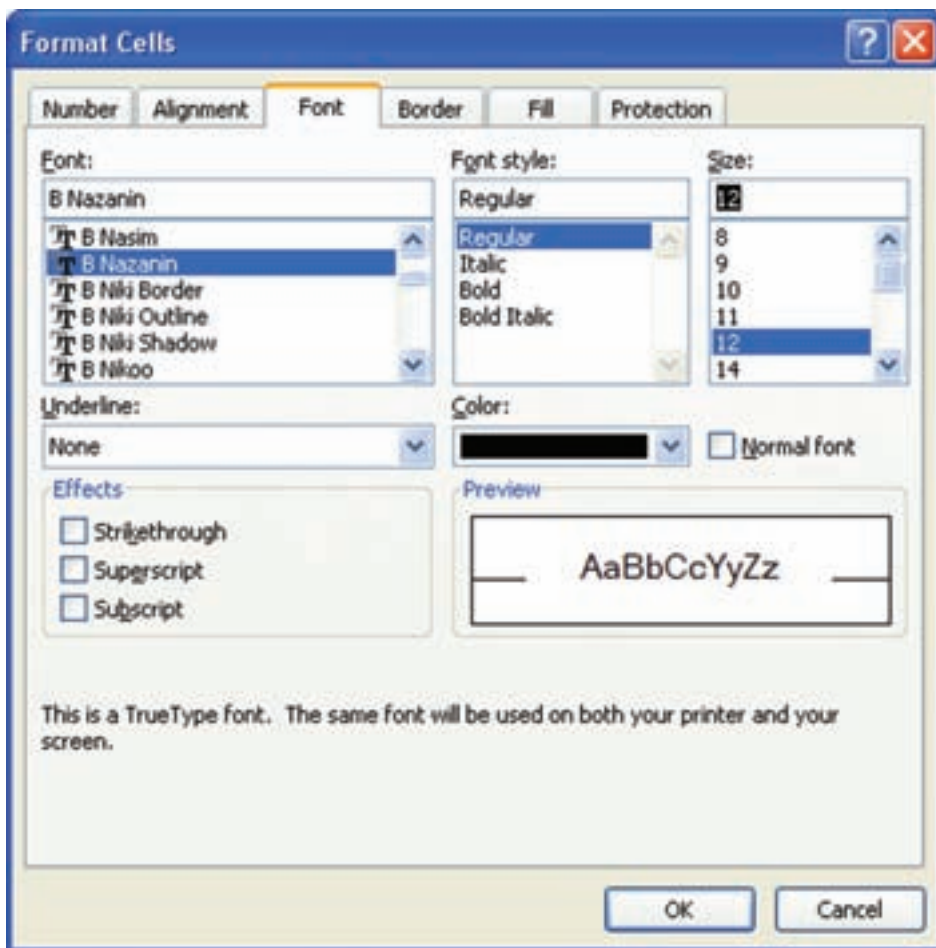 Format Cells
Number Alignment Font Border Fill Protection
Font: Font style: Size:
B Nazanin Regular 12
B Nasim Regular 8
B Nazanin Italic 9
B Niki Border Bold 10
B Niki Outline Bold Italic 11
B Niki Shadow 12
B Nikoo 14
Underline: Color:
None Normal font
Effects Preview
Strikethrough
Superscript AaBbCcYyZz
Subscript
This is a TrueType font. The same font will be used on both your printer and your
screen.
OK Cancel